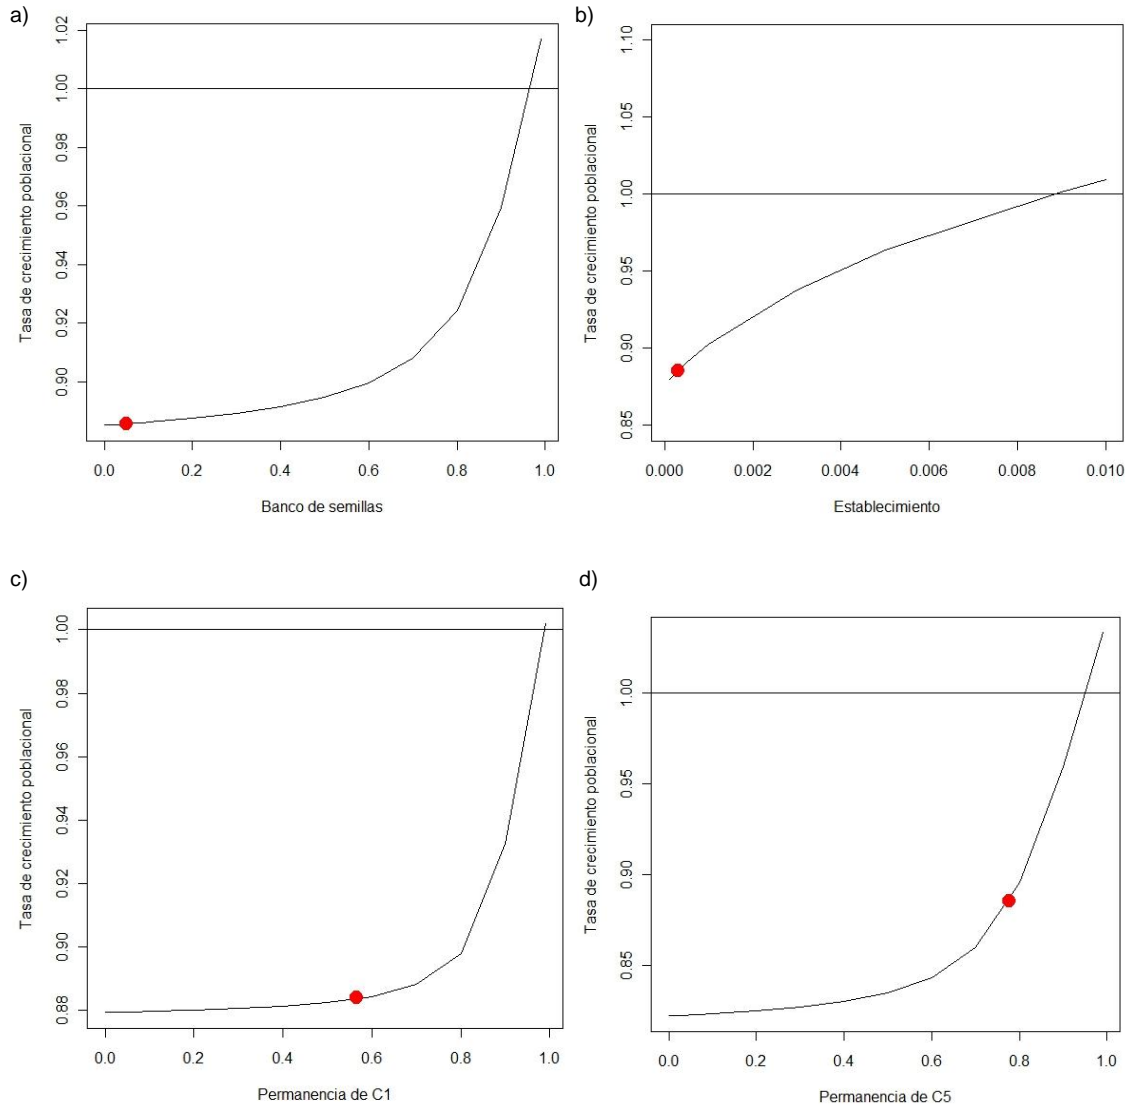 a)
1.02
1.00
0.98
0.96
0.94
0.92
0.90
Tasa de crecimiento poblacional
0.0 0.2 0.4 0.6 0.8 1.0
Banco de semillas
b)
1.10
1.05
1.00
0.95
0.90
0.85
Tasa de crecimiento poblacional
0.000 0.002 0.004 0.006 0.008 0.010
Establecimiento
c)
1.00
0.98
0.96
0.94
0.92
0.90
0.88
Tasa de crecimiento poblacional
0.0 0.2 0.4 0.6 0.8 1.0
Permanencia de C1
d)
1.00
0.95
0.90
0.85
Tasa de crecimiento poblacional
0.0 0.2 0.4 0.6 0.8 1.0
Permanencia de C5